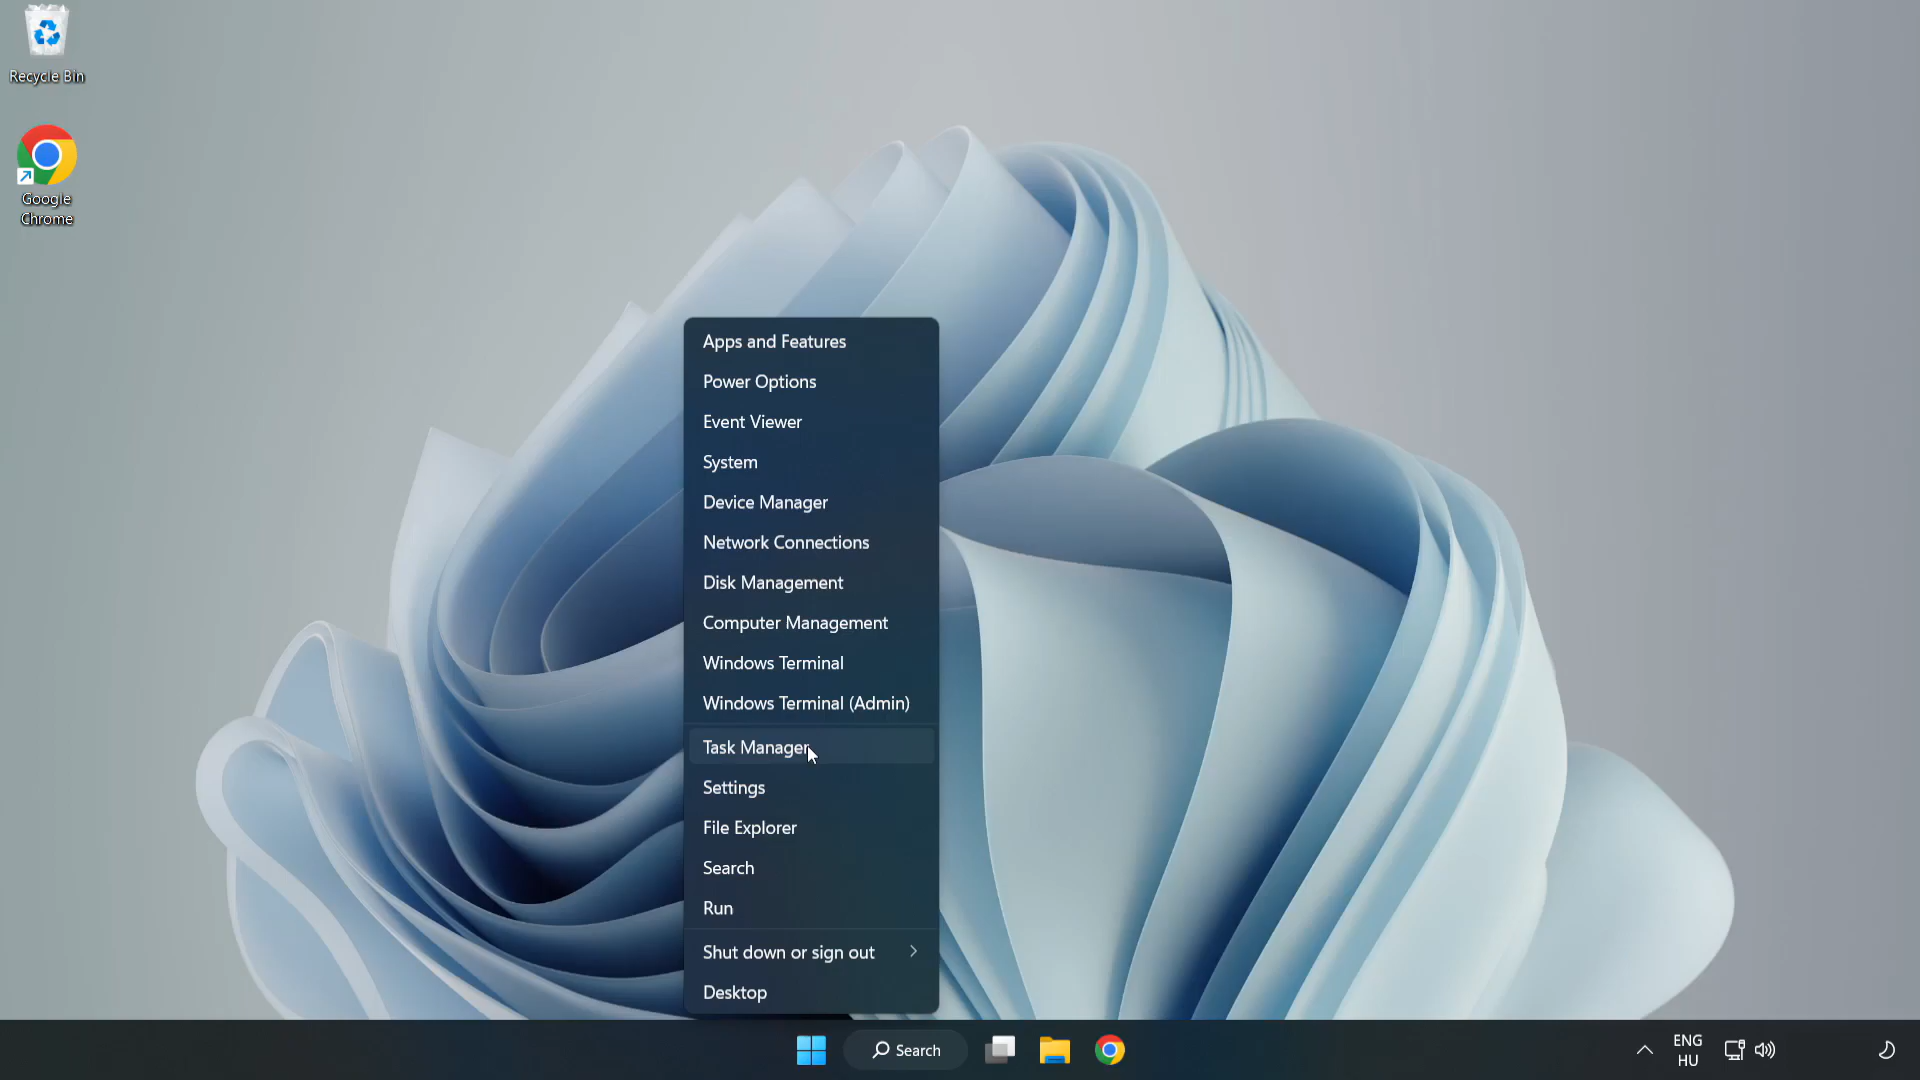 Recycle Bin
Google
Chrome
Apps and Features
Power Options
Event Viewer
System
Device Manager
Network Connections
Disk Management
Computer Management
Windows Terminal
Windows Terminal (Admin)
Task Manager
Settings
File Explorer
Search
Run
Shut down or sign out
Desktop
Search
ENG
HU